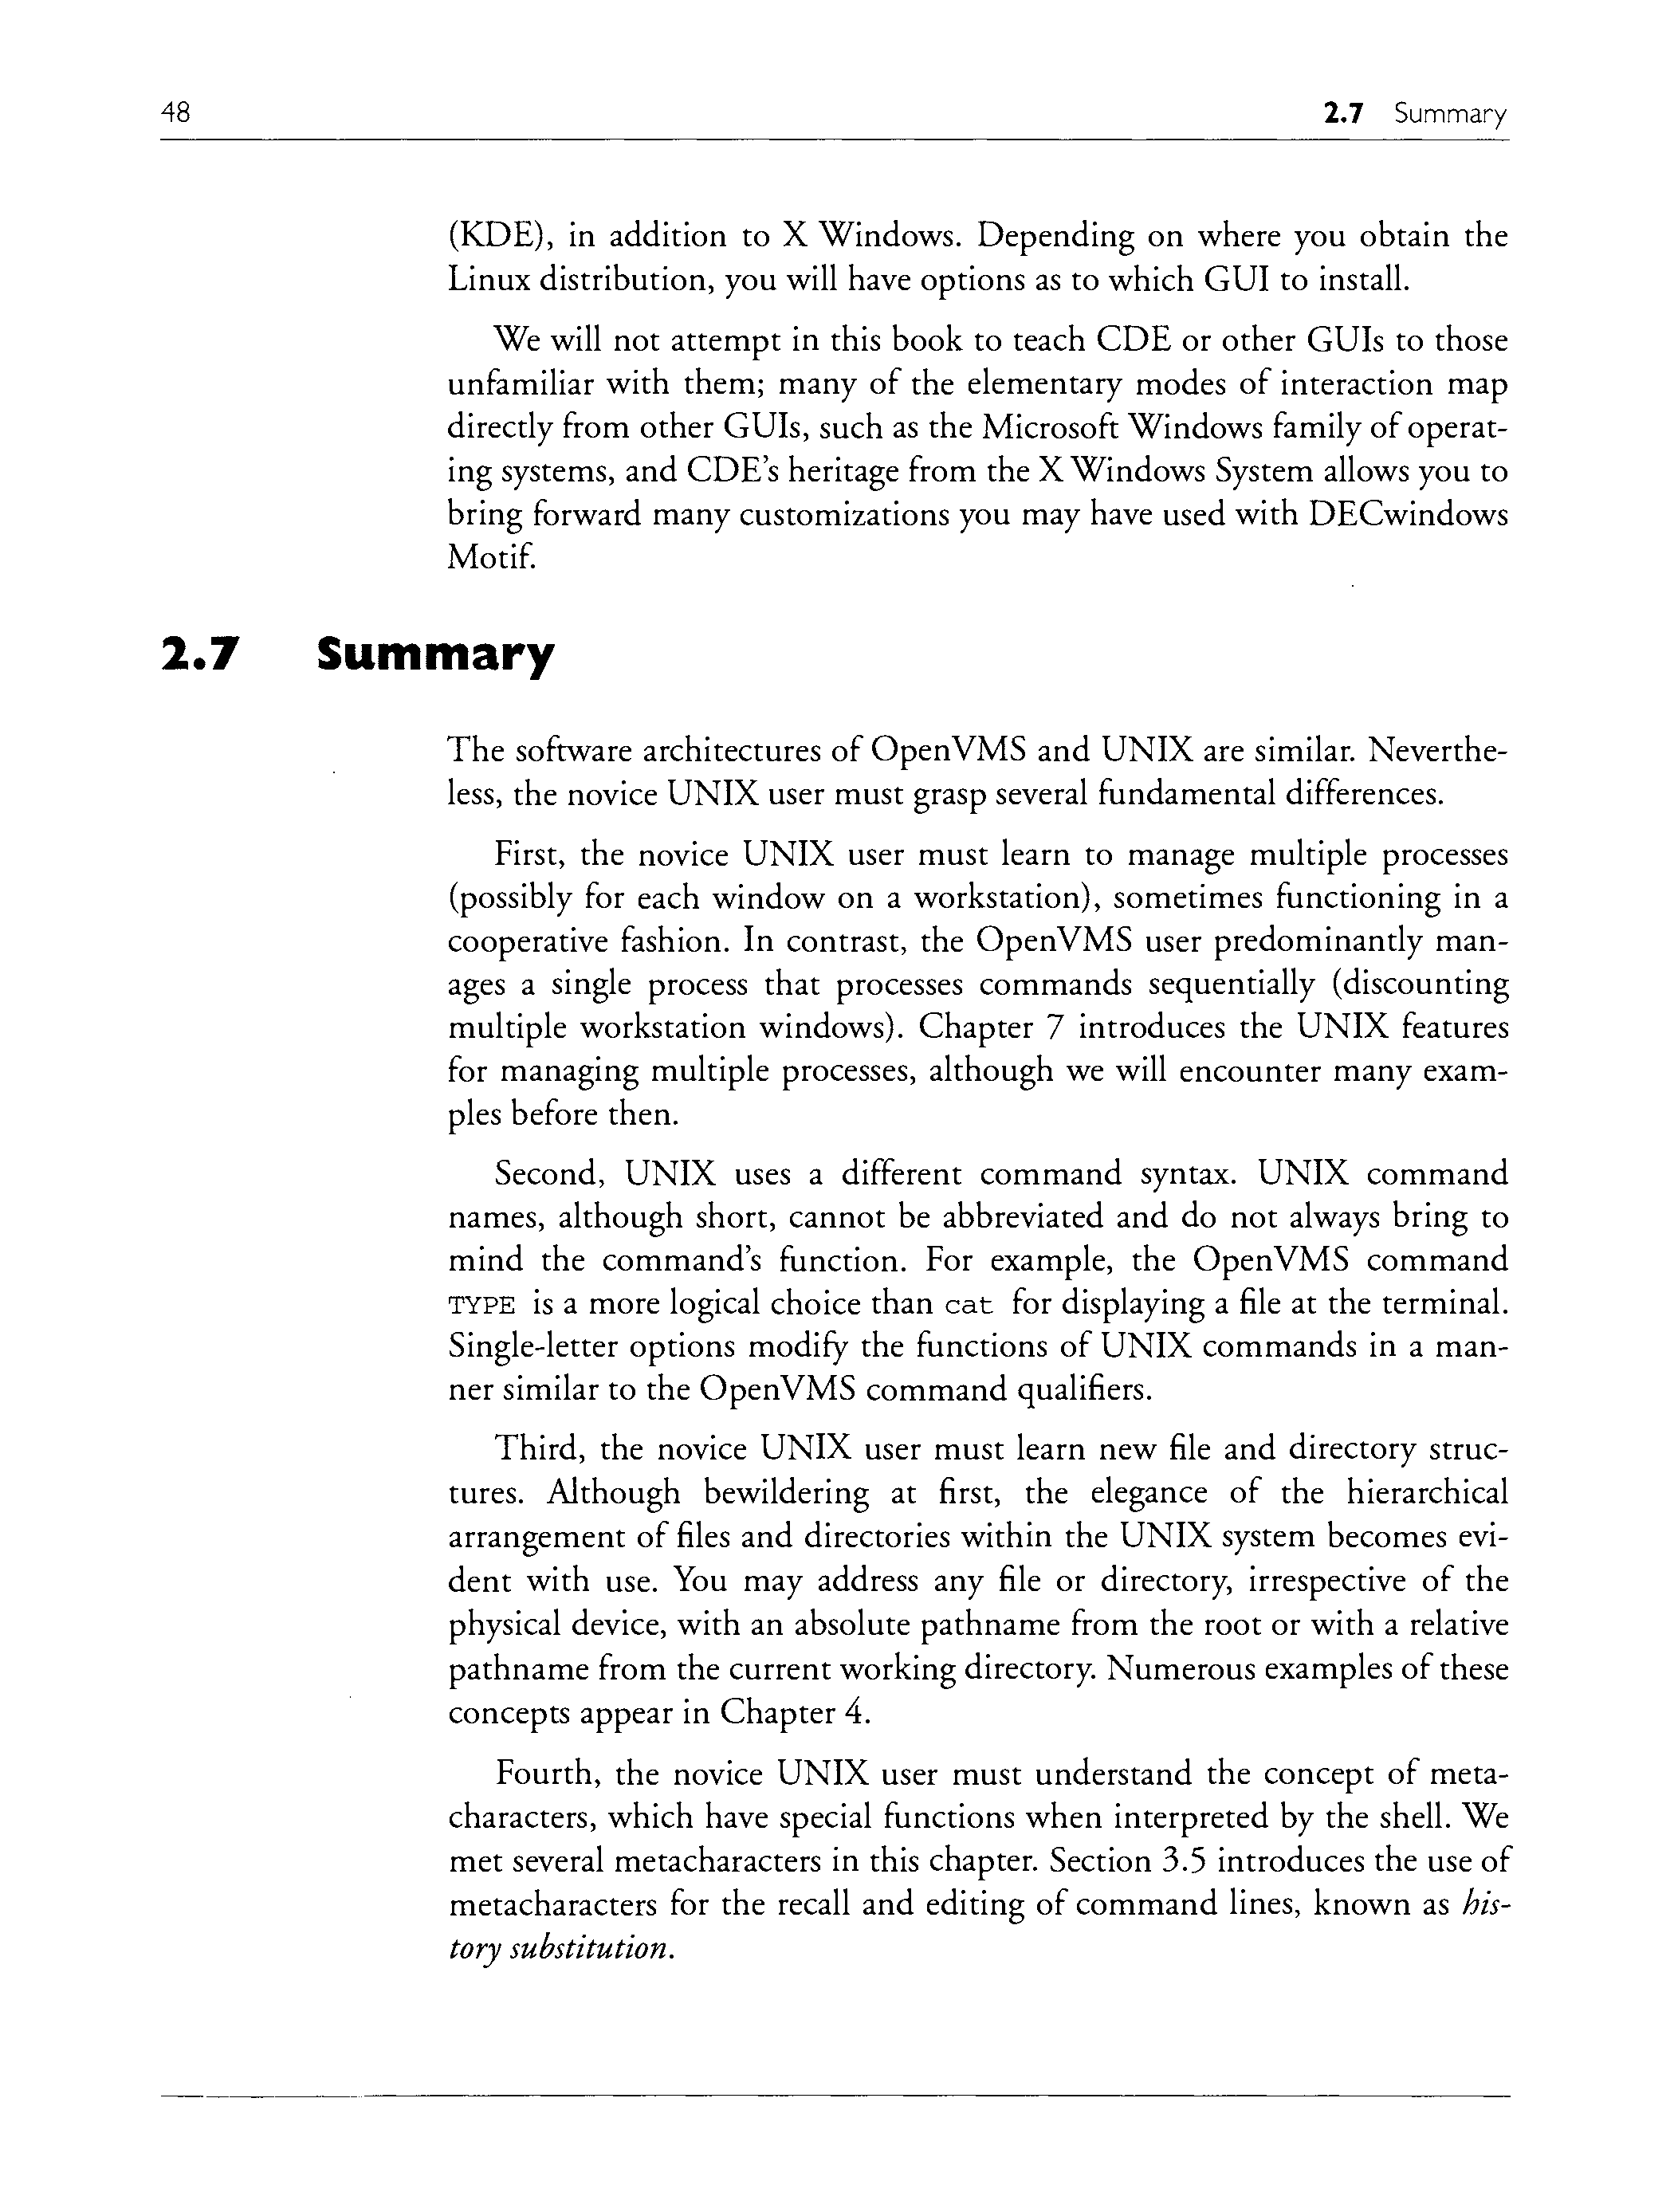 48
2.7 Summary
(KDE), in addition to X Windows. Depending on where you obtain the
Linux distribution, you will have options as to which GUI to install.
We will not attempt in this book to teach CDE or other GUIs to those
unfamiliar with them; many of the elementary modes of interaction map
directly from other GUIs, such as the Microsoft Windows family of operat-
ing systems, and CDE's heritage from the X Windows System allows you to
bring forward many customizations you may have used with DECwindows
Motif.
2.7 Summary
The software architectures of OpenVMS and UNIX are similar. Neverthe-
less, the novice UNIX user must grasp several fundamental differences.
First, the novice UNIX user must learn to manage multiple processes
(possibly for each window on a workstation), sometimes functioning in a
cooperative fashion. In contrast, the OpenVMS user predominantly man-
ages a single process that processes commands sequentially (discounting
multiple workstation windows). Chapter 7 introduces the UNIX features
for managing multiple processes, although we will encounter many exam-
ples before then.
Second, UNIX uses a different command syntax. UNIX command
names, although short, cannot be abbreviated and do not always bring to
mind the command's function. For example, the OpenVMS command
TYPE is a more logical choice than cat for displaying a file at the terminal.
Single-letter options modify the functions of UNIX commands in a man-
ner similar to the OpenVMS command qualifiers.
Third, the novice UNIX user must learn new file and directory struc-
tures. Although bewildering at first, the elegance of the hierarchical
arrangement of files and directories within the UNIX system becomes evi-
dent with use. You may address any file or directory, irrespective of the
physical device, with an absolute pathname from the root or with a relative
pathname from the current working directory. Numerous examples of these
concepts appear in Chapter 4.
Fourth, the novice UNIX user must understand the concept of meta-
characters, which have special functions when interpreted by the shell. We
met several metacharacters in this chapter. Section 3.5 introduces the use of
metacharacters for the recall and editing of command lines, known as his-
tory substitution.